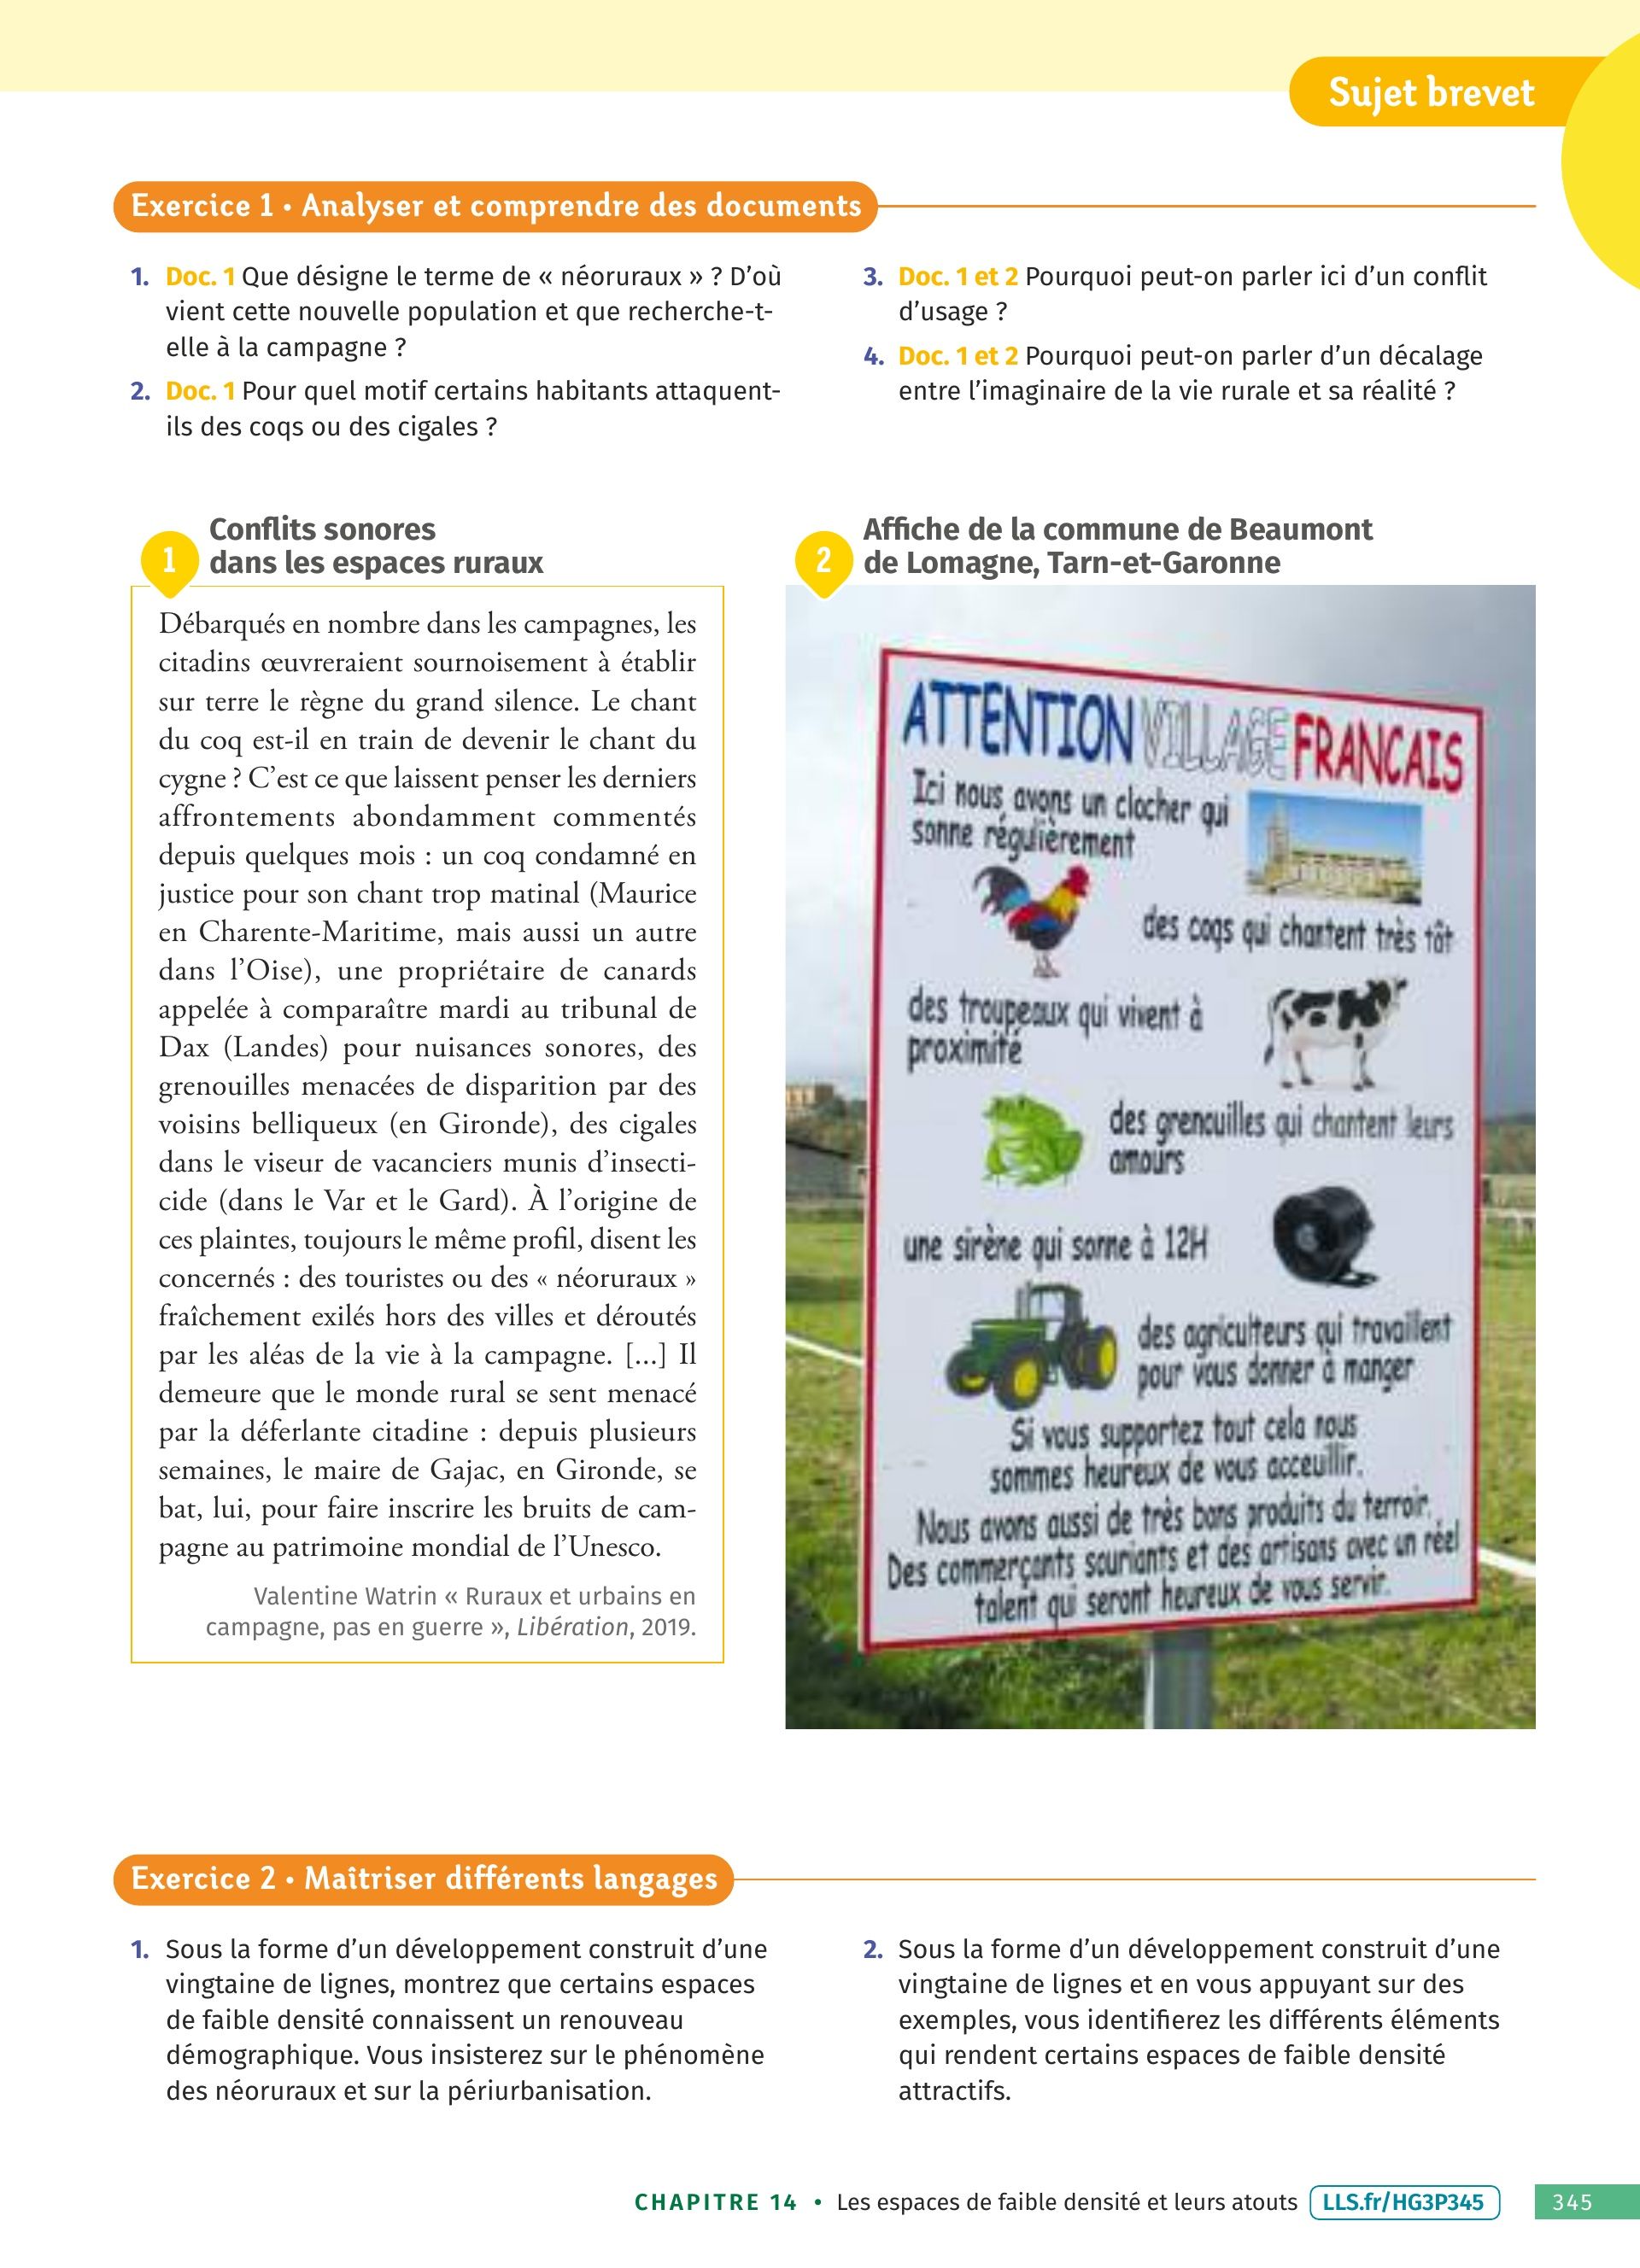 Sujet brevet
Exercice 1 • Analyser et comprendre des documents
1. Doc. 1 Que désigne le terme de « néoruraux » ? D'où
vient cette nouvelle population et que recherche-t-
elle à la campagne ?
2. Doc. 1 Pour quel motif certains habitants attaquent-
ils des coqs ou des cigales ?
3. Doc. 1 et 2 Pourquoi peut-on parler ici d'un conflit
d'usage ?
4. Doc. 1 et 2 Pourquoi peut-on parler d'un décalage
entre l'imaginaire de la vie rurale et sa réalité ?
1
Conflits sonores
dans les espaces ruraux
Débarqués en nombre dans les campagnes, les
citadins œuvreraient sournoisement à établir
sur terre le règne du grand silence. Le chant
du coq est-il en train de devenir le chant du
cygne ? C'est ce que laissent penser les derniers
affrontements abondamment commentés
depuis quelques mois : un coq condamné en
justice pour son chant trop matinal (Maurice
en Charente-Maritime, mais aussi un autre
dans l'Oise), une propriétaire de canards
appelée à comparaître mardi au tribunal de
Dax (Landes) pour nuisances sonores, des
grenouilles menacées de disparition par des
voisins belliqueux (en Gironde), des cigales
dans le viseur de vacanciers munis d'insecti-
cide (dans le Var et le Gard). À l'origine de
ces plaintes, toujours le même profil, disent les
concernés : des touristes ou des « néoruraux »
fraîchement exilés hors des villes et déroutés
par les aléas de la vie à la campagne. [...] Il
demeure que le monde rural se sent menacé
par la déferlante citadine : depuis plusieurs
semaines, le maire de Gajac, en Gironde, se
bat, lui, pour faire inscrire les bruits de cam-
pagne au patrimoine mondial de l'Unesco.
Valentine Watrin « Ruraux et urbains en
campagne, pas en guerre », Libération, 2019.
2
Affiche de la commune de Beaumont
de Lomagne, Tarn-et-Garonne
ATTENTION VILLAGE FRANCAIS
Ici nous avons un clocher qui
sonne régulièrement
des coqs qui chantent très tôt
des troupeaux qui vivent à
proximité
des grenouilles qui chantent leurs
amours
une sirène qui sonne à 12H
des agriculteurs qui travaillent
pour vous donner à manger
Si vous supportez tout cela nous
sommes heureux de vous acceuillir.
Nous avons aussi de très bons produits du terroir.
Des commerçants souriants et des artisans avec un réel
talent qui seront heureux de vous servir.
Exercice 2 • Maîtriser différents langages
1. Sous la forme d'un développement construit d'une
vingtaine de lignes, montrez que certains espaces
de faible densité connaissent un renouveau
démographique. Vous insisterez sur le phénomène
des néoruraux et sur la périurbanisation.
2. Sous la forme d'un développement construit d'une
vingtaine de lignes et en vous appuyant sur des
exemples, vous identifierez les différents éléments
qui rendent certains espaces de faible densité
attractifs.
CHAPITRE 14 • Les espaces de faible densité et leurs atouts LLS.fr/HG3P345 345